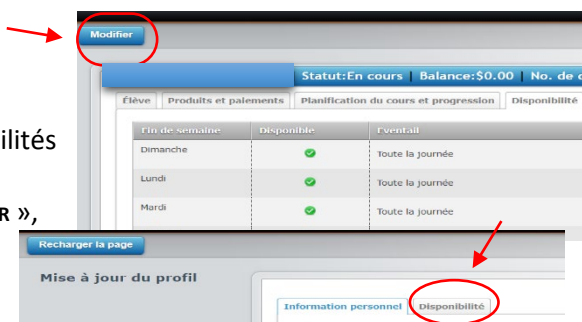 Modifier
Statut:En cours | Balance:$0.00 | No. de
Élève Produits et paiements Planification du cours et progression Disponibilité
Fin de semaine Disponible Éventail
Dimanche Toute la journée
ilités
Lundi Toute la journée
Mardi Toute la journée
R »,
Recharger la page
Mise à jour du profil
Information personnel Disponibilité